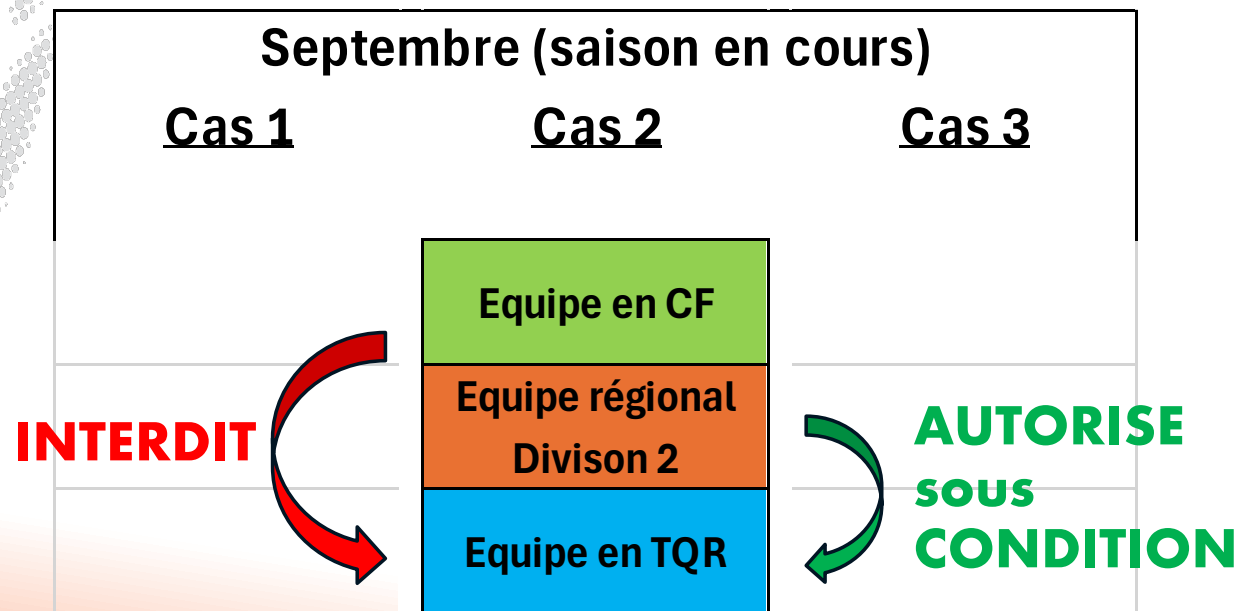 Septembre (saison en cours)
Cas 1
Cas 2
Cas 3
Equipe en CF
Equipe régional
Divison 2
Equipe en TQR
INTERDIT
AUTORISE
sous
CONDITION